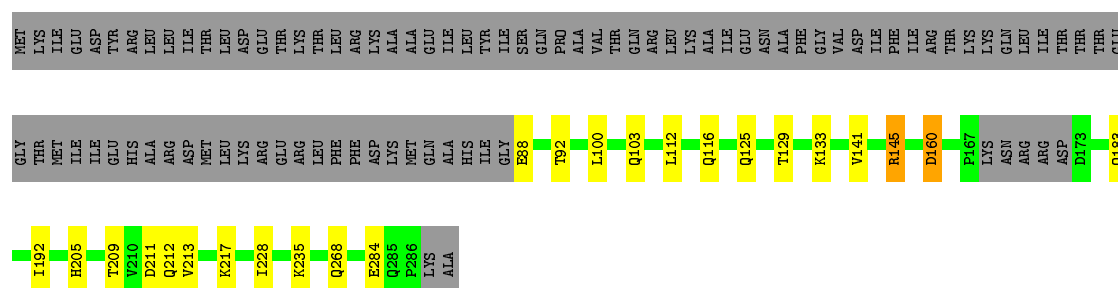 MET LYS ILE GLU ASP TYR ARG LEU LEU ILE THR LEU ASP GLU THR LYS THR LEU ARG LYS ALA ALA GLU ILE LEU TYR ILE SER GLN PRO ALA VAL THR GLN ARG LEU LYS ALA ILE GLU ASN ALA PHE GLY VAL ASP ILE PHE ILE ARG THR LYS LYS GLN LEU ILE THR THR THR GLU
GLY THR MET ILE ILE GLU HIS ALA ARG ASP MET LEU LYS ARG GLU ARG LEU PHE PHE ASP LYS MET GLN ALA HIS ILE GLY E88 T92 L100 Q103 L112 Q116 Q125 T129 K133 V141 R145 D160 P167 LYS ASN ARG ARG ASP D173 Q183
I192 H205 T209 V210 D211 Q212 V213 K217 I228 K235 Q268 E284 Q285 P286 LYS ALA